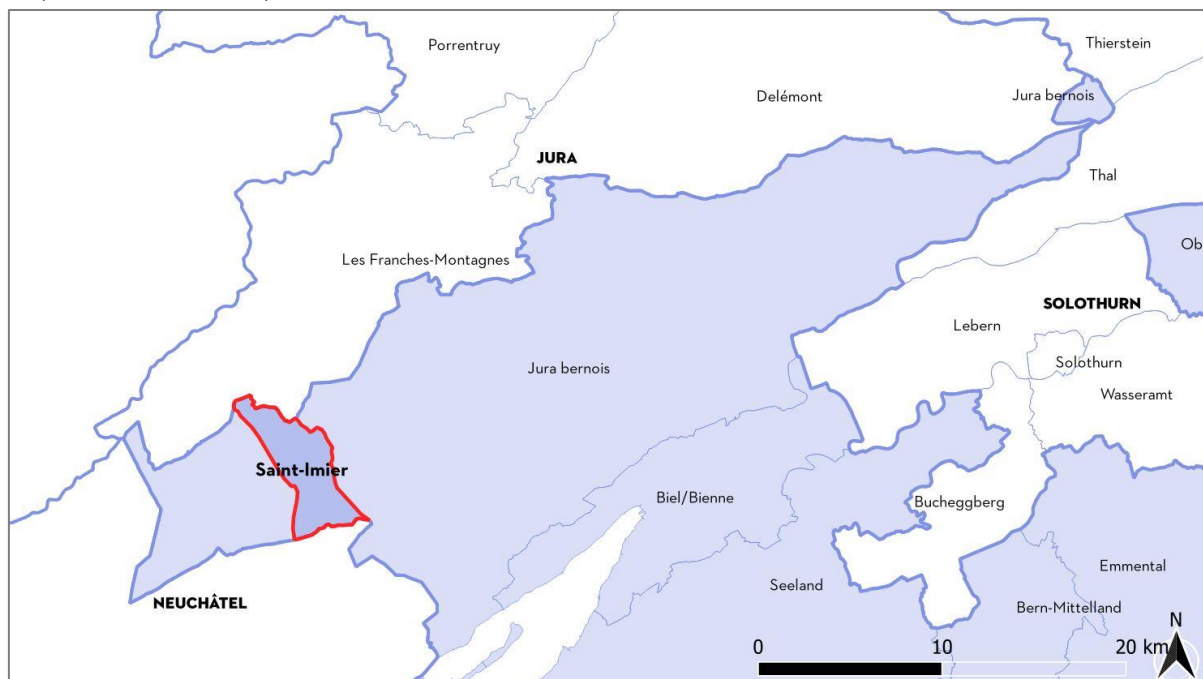 Porrentruy
Thierstein
Delémont
Jura bernois
JURA
Thal
Les Franches-Montagnes
Ob
SOLOTHURN
Lebern
Solothurn
Jura bernois
Wasseramt
Saint-Imier
Biel/Bienne
Bucheggberg
Emmental
Seeland
NEUCHÂTEL
Bern-Mittelland
N
0 10 20 km